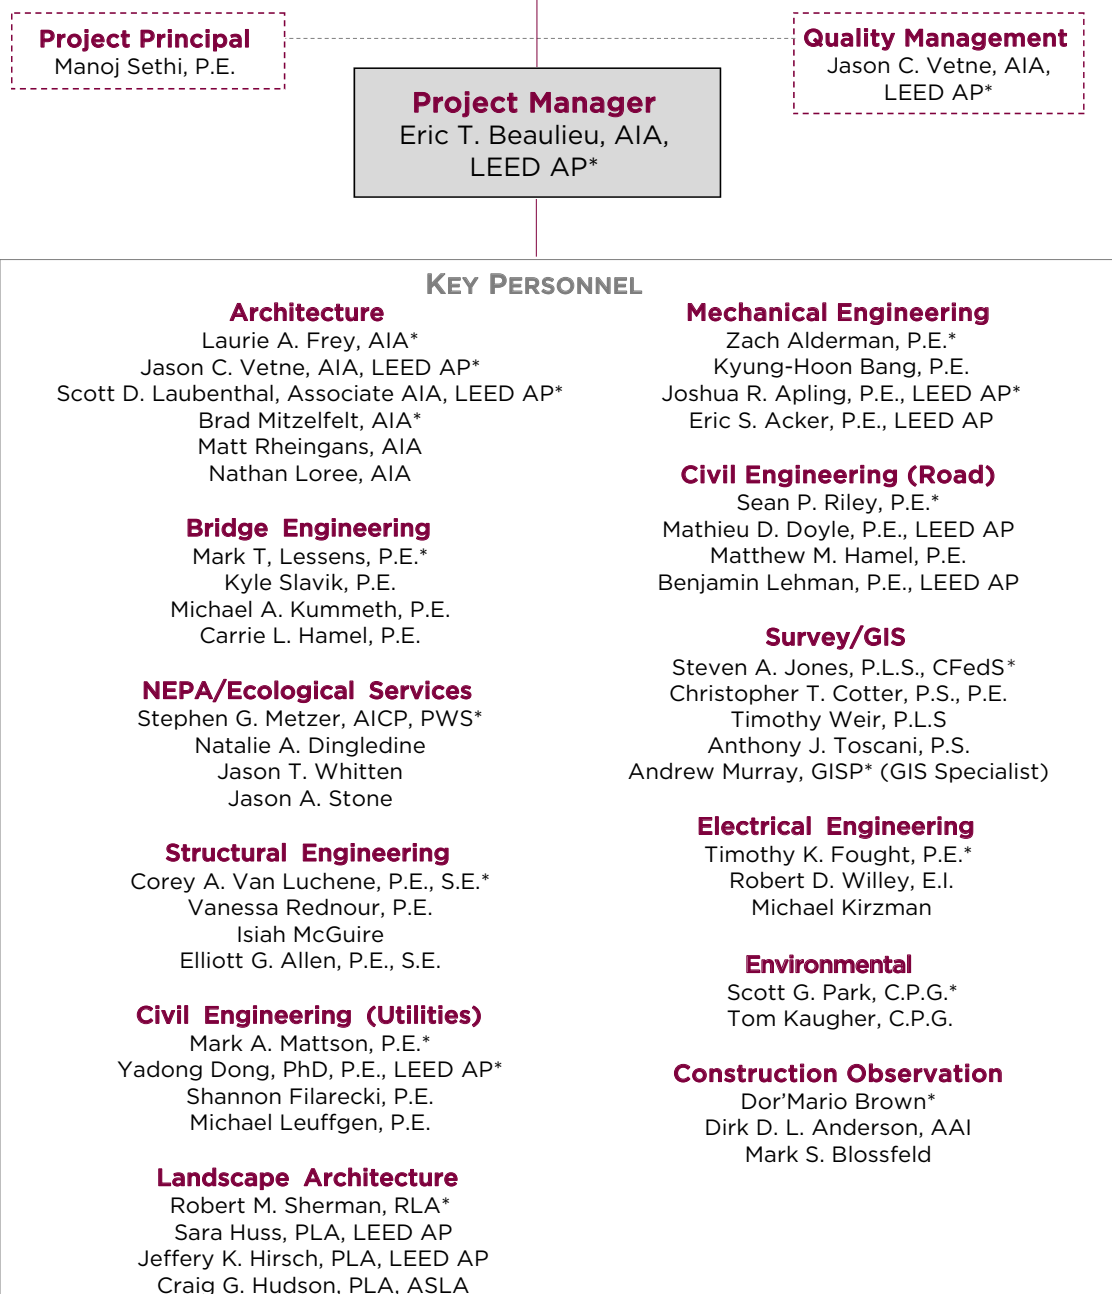 Project Principal
Manoj Sethi, P.E.
Quality Management
Jason C. Vetne, AIA,
LEED AP*
Project Manager
Eric T. Beaulieu, AIA,
LEED AP*
KEY PERSONNEL
Architecture
Laurie A. Frey, AIA*
Jason C. Vetne, AIA, LEED AP*
Scott D. Laubenthal, Associate AIA, LEED AP*
Brad Mitzelfelt, AIA*
Matt Rheingans, AIA
Nathan Loree, AIA
Bridge Engineering
Mark T, Lessens, P.E.*
Kyle Slavik, P.E.
Michael A. Kummeth, P.E.
Carrie L. Hamel, P.E.
NEPA/Ecological Services
Stephen G. Metzer, AICP, PWS*
Natalie A. Dingledine
Jason T. Whitten
Jason A. Stone
Structural Engineering
Corey A. Van Luchene, P.E., S.E.*
Vanessa Rednour, P.E.
Isiah McGuire
Elliott G. Allen, P.E., S.E.
Civil Engineering (Utilities)
Mark A. Mattson, P.E.*
Yadong Dong, PhD, P.E., LEED AP*
Shannon Filarecki, P.E.
Michael Leuffgen, P.E.
Landscape Architecture
Robert M. Sherman, RLA*
Sara Huss, PLA, LEED AP
Jeffery K. Hirsch, PLA, LEED AP
Craig G. Hudson, PLA, ASLA
Mechanical Engineering
Zach Alderman, P.E.*
Kyung-Hoon Bang, P.E.
Joshua R. Apling, P.E., LEED AP*
Eric S. Acker, P.E., LEED AP
Civil Engineering (Road)
Sean P. Riley, P.E.*
Mathieu D. Doyle, P.E., LEED AP
Matthew M. Hamel, P.E.
Benjamin Lehman, P.E., LEED AP
Survey/GIS
Steven A. Jones, P.L.S., CFedS*
Christopher T. Cotter, P.S., P.E.
Timothy Weir, P.L.S
Anthony J. Toscani, P.S.
Andrew Murray, GISP* (GIS Specialist)
Electrical Engineering
Timothy K. Fought, P.E.*
Robert D. Willey, E.I.
Michael Kirzman
Environmental
Scott G. Park, C.P.G.*
Tom Kaugher, C.P.G.
Construction Observation
Dor’Mario Brown*
Dirk D. L. Anderson, AAI
Mark S. Blossfeld